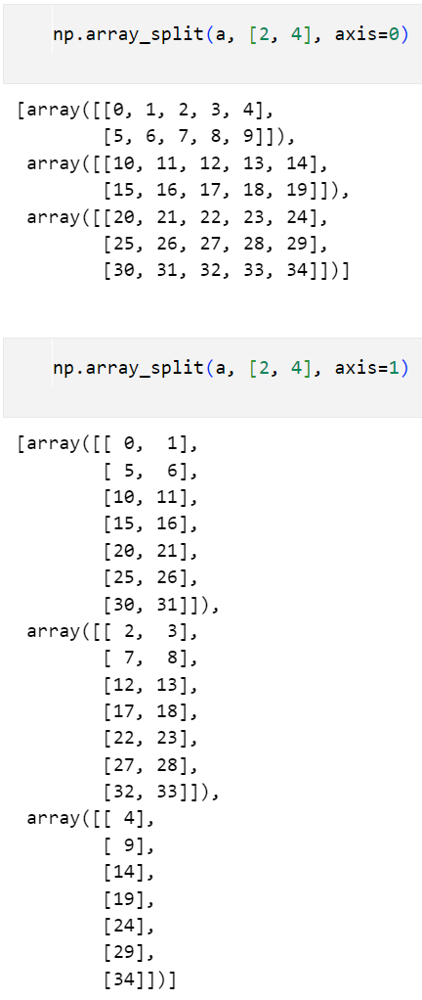 np.array_split(a, [2, 4], axis=0)
[array([[0, 1, 2, 3, 4],
        [5, 6, 7, 8, 9]]),
 array([[10, 11, 12, 13, 14],
        [15, 16, 17, 18, 19]]),
 array([[20, 21, 22, 23, 24],
        [25, 26, 27, 28, 29],
        [30, 31, 32, 33, 34]])]
np.array_split(a, [2, 4], axis=1)
[array([[ 0,  1],
        [ 5,  6],
        [10, 11],
        [15, 16],
        [20, 21],
        [25, 26],
        [30, 31]]),
 array([[ 2,  3],
        [ 7,  8],
        [12, 13],
        [17, 18],
        [22, 23],
        [27, 28],
        [32, 33]]),
 array([[ 4],
        [ 9],
        [14],
        [19],
        [24],
        [29],
        [34]])]